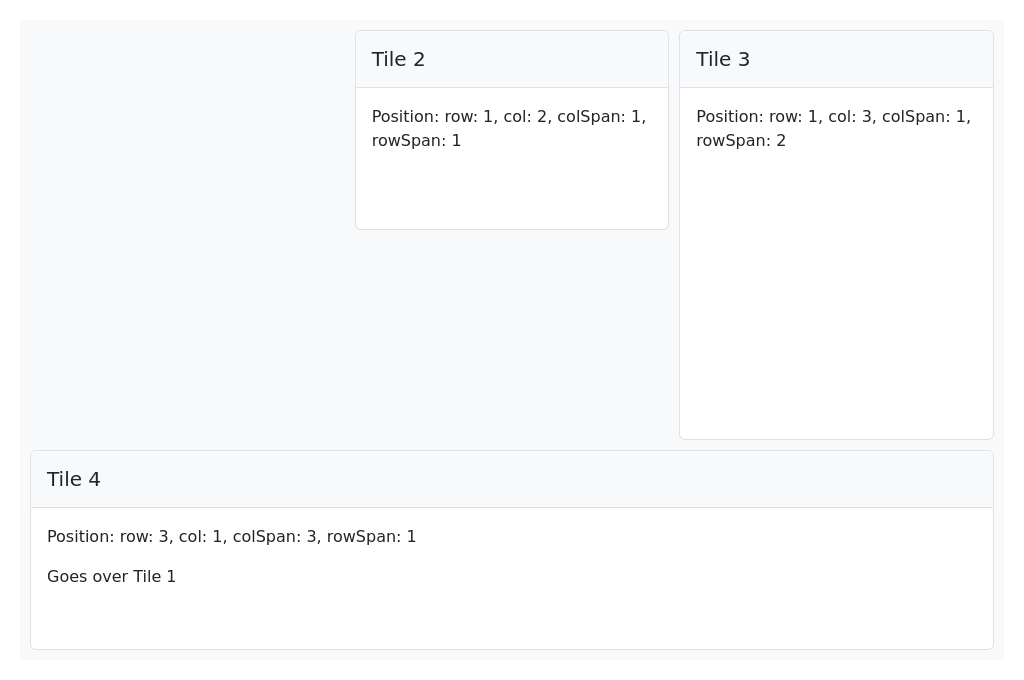 Tile 2
Position: row: 1, col: 2, colSpan: 1,
rowSpan: 1
Tile 3
Position: row: 1, col: 3, colSpan: 1,
rowSpan: 2
Tile 4
Position: row: 3, col: 1, colSpan: 3, rowSpan: 1
Goes over Tile 1